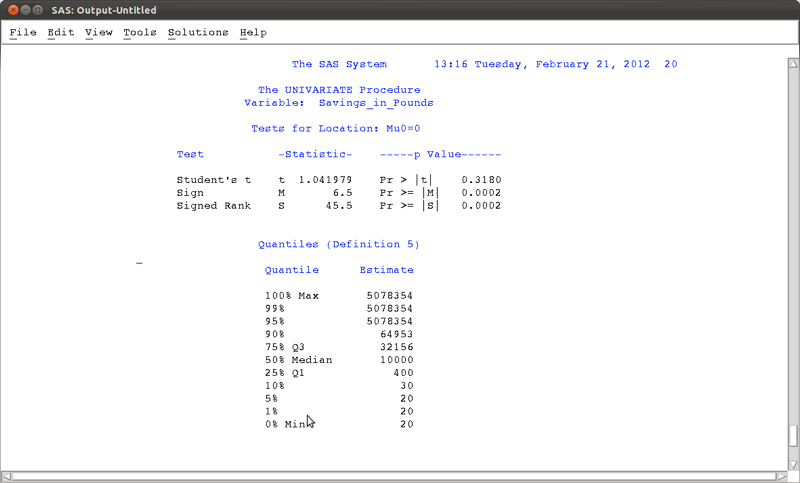 SAS: Output-Untitled
File Edit View Tools Solutions Help
The SAS System 13:16 Tuesday, February 21, 2012 20
The UNIVARIATE Procedure
Variable: Savings_in_Pounds
Tests for Location: Mu0=0
Test -Statistic- -----p Value------
Student's t t 1.041979 Pr > |t| 0.3180
Sign M 6.5 Pr >= |M| 0.0002
Signed Rank S 45.5 Pr >= |S| 0.0002
Quantiles (Definition 5)
Quantile Estimate
100% Max 5078354
99% 5078354
95% 5078354
90% 64953
75% Q3 32156
50% Median 10000
25% Q1 400
10% 30
5% 20
1% 20
0% Min 20